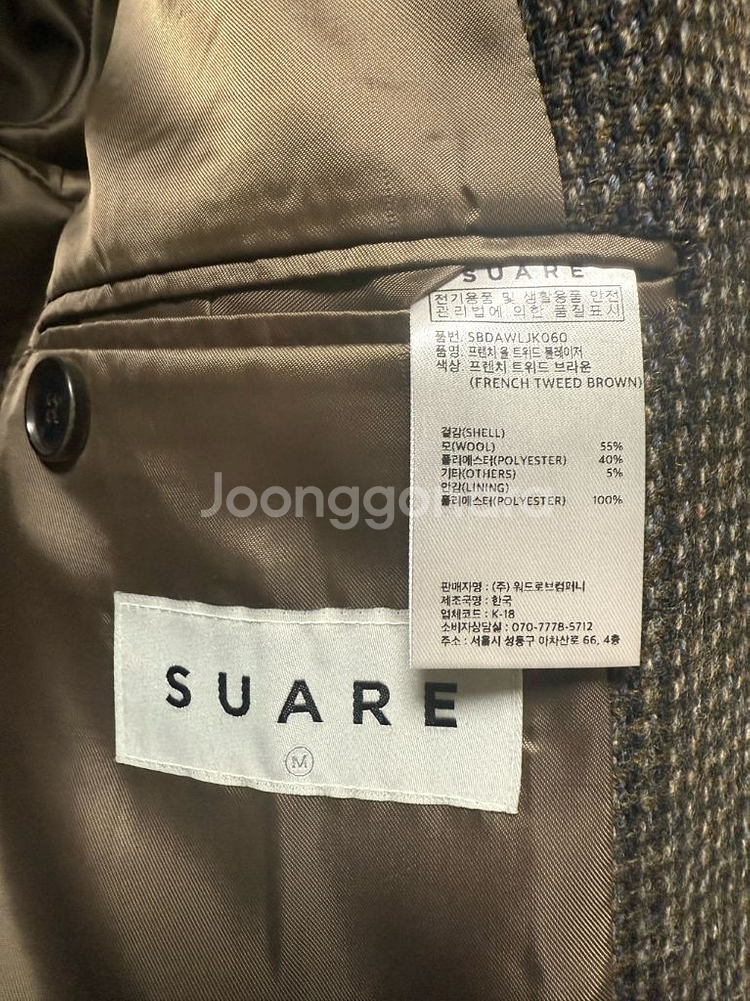 SUARE
전기용품 및 생활용품 안전
관리법에 의한 품질표시
품번. SBDAWLJK060
품명. 프렌치 울 트위드 블레이저
색상. 프렌치 트위드 브라운
(FRENCH TWEED BROWN)
겉감(SHELL)
모(WOOL) 55%
폴리에스터(POLYESTER) 40%
기타(OTHERS) 5%
안감(LINING)
폴리에스터(POLYESTER) 100%
판매자명 : (주) 워드로브컴퍼니
제조국명 : 한국
업체코드 : K-18
소비자상담실 : 070-7778-5712
주소 : 서울시 성동구 아차산로 66, 4층
SUARE
M